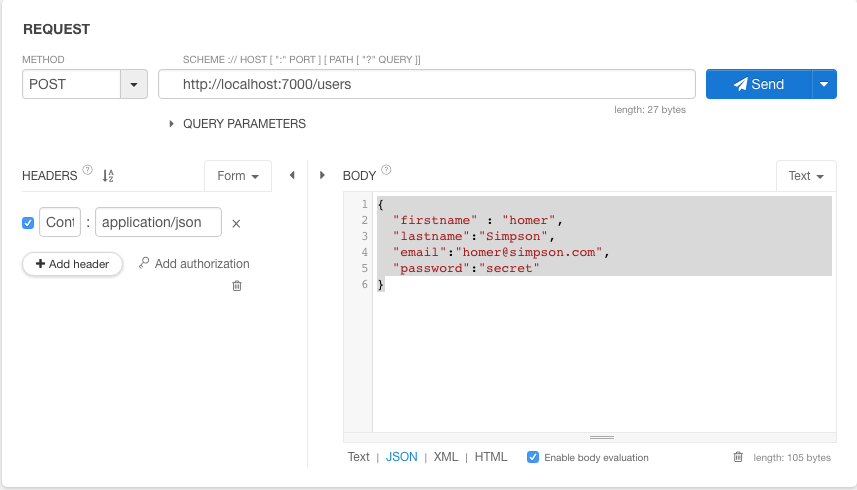 REQUEST
METHOD
SCHEME :// HOST [ ":" PORT ] [ PATH [ "?" QUERY ]]
POST
http://localhost:7000/users
Send
length: 27 bytes
QUERY PARAMETERS
HEADERS ?
A
Z
Form
BODY ?
Text
Cont : application/json
+ Add header
Add authorization
1 {
2 "firstname" : "homer",
3 "lastname":"Simpson",
4 "email":"homer@simpson.com",
5 "password":"secret"
6 }
Text | JSON | XML | HTML
Enable body evaluation
length: 105 bytes